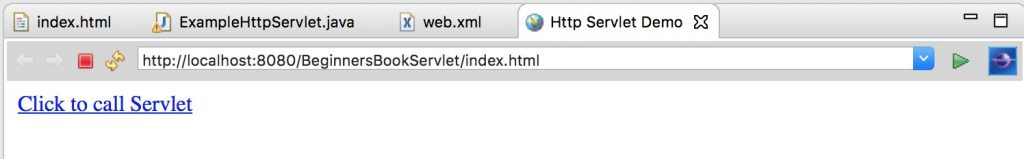 index.html ExampleHttpServlet.java web.xml Http Servlet Demo
http://localhost:8080/BeginnersBookServlet/index.html
Click to call Servlet